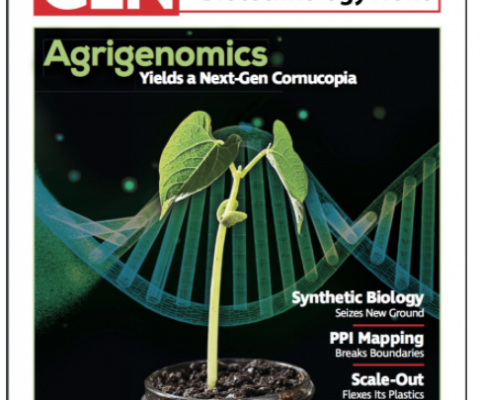 GEN
Agrigenomics
Yields a Next-Gen Cornucopia
Synthetic Biology
Seizes New Ground
PPI Mapping
Breaks Boundaries
Scale-Out
Flexes Its Plastics